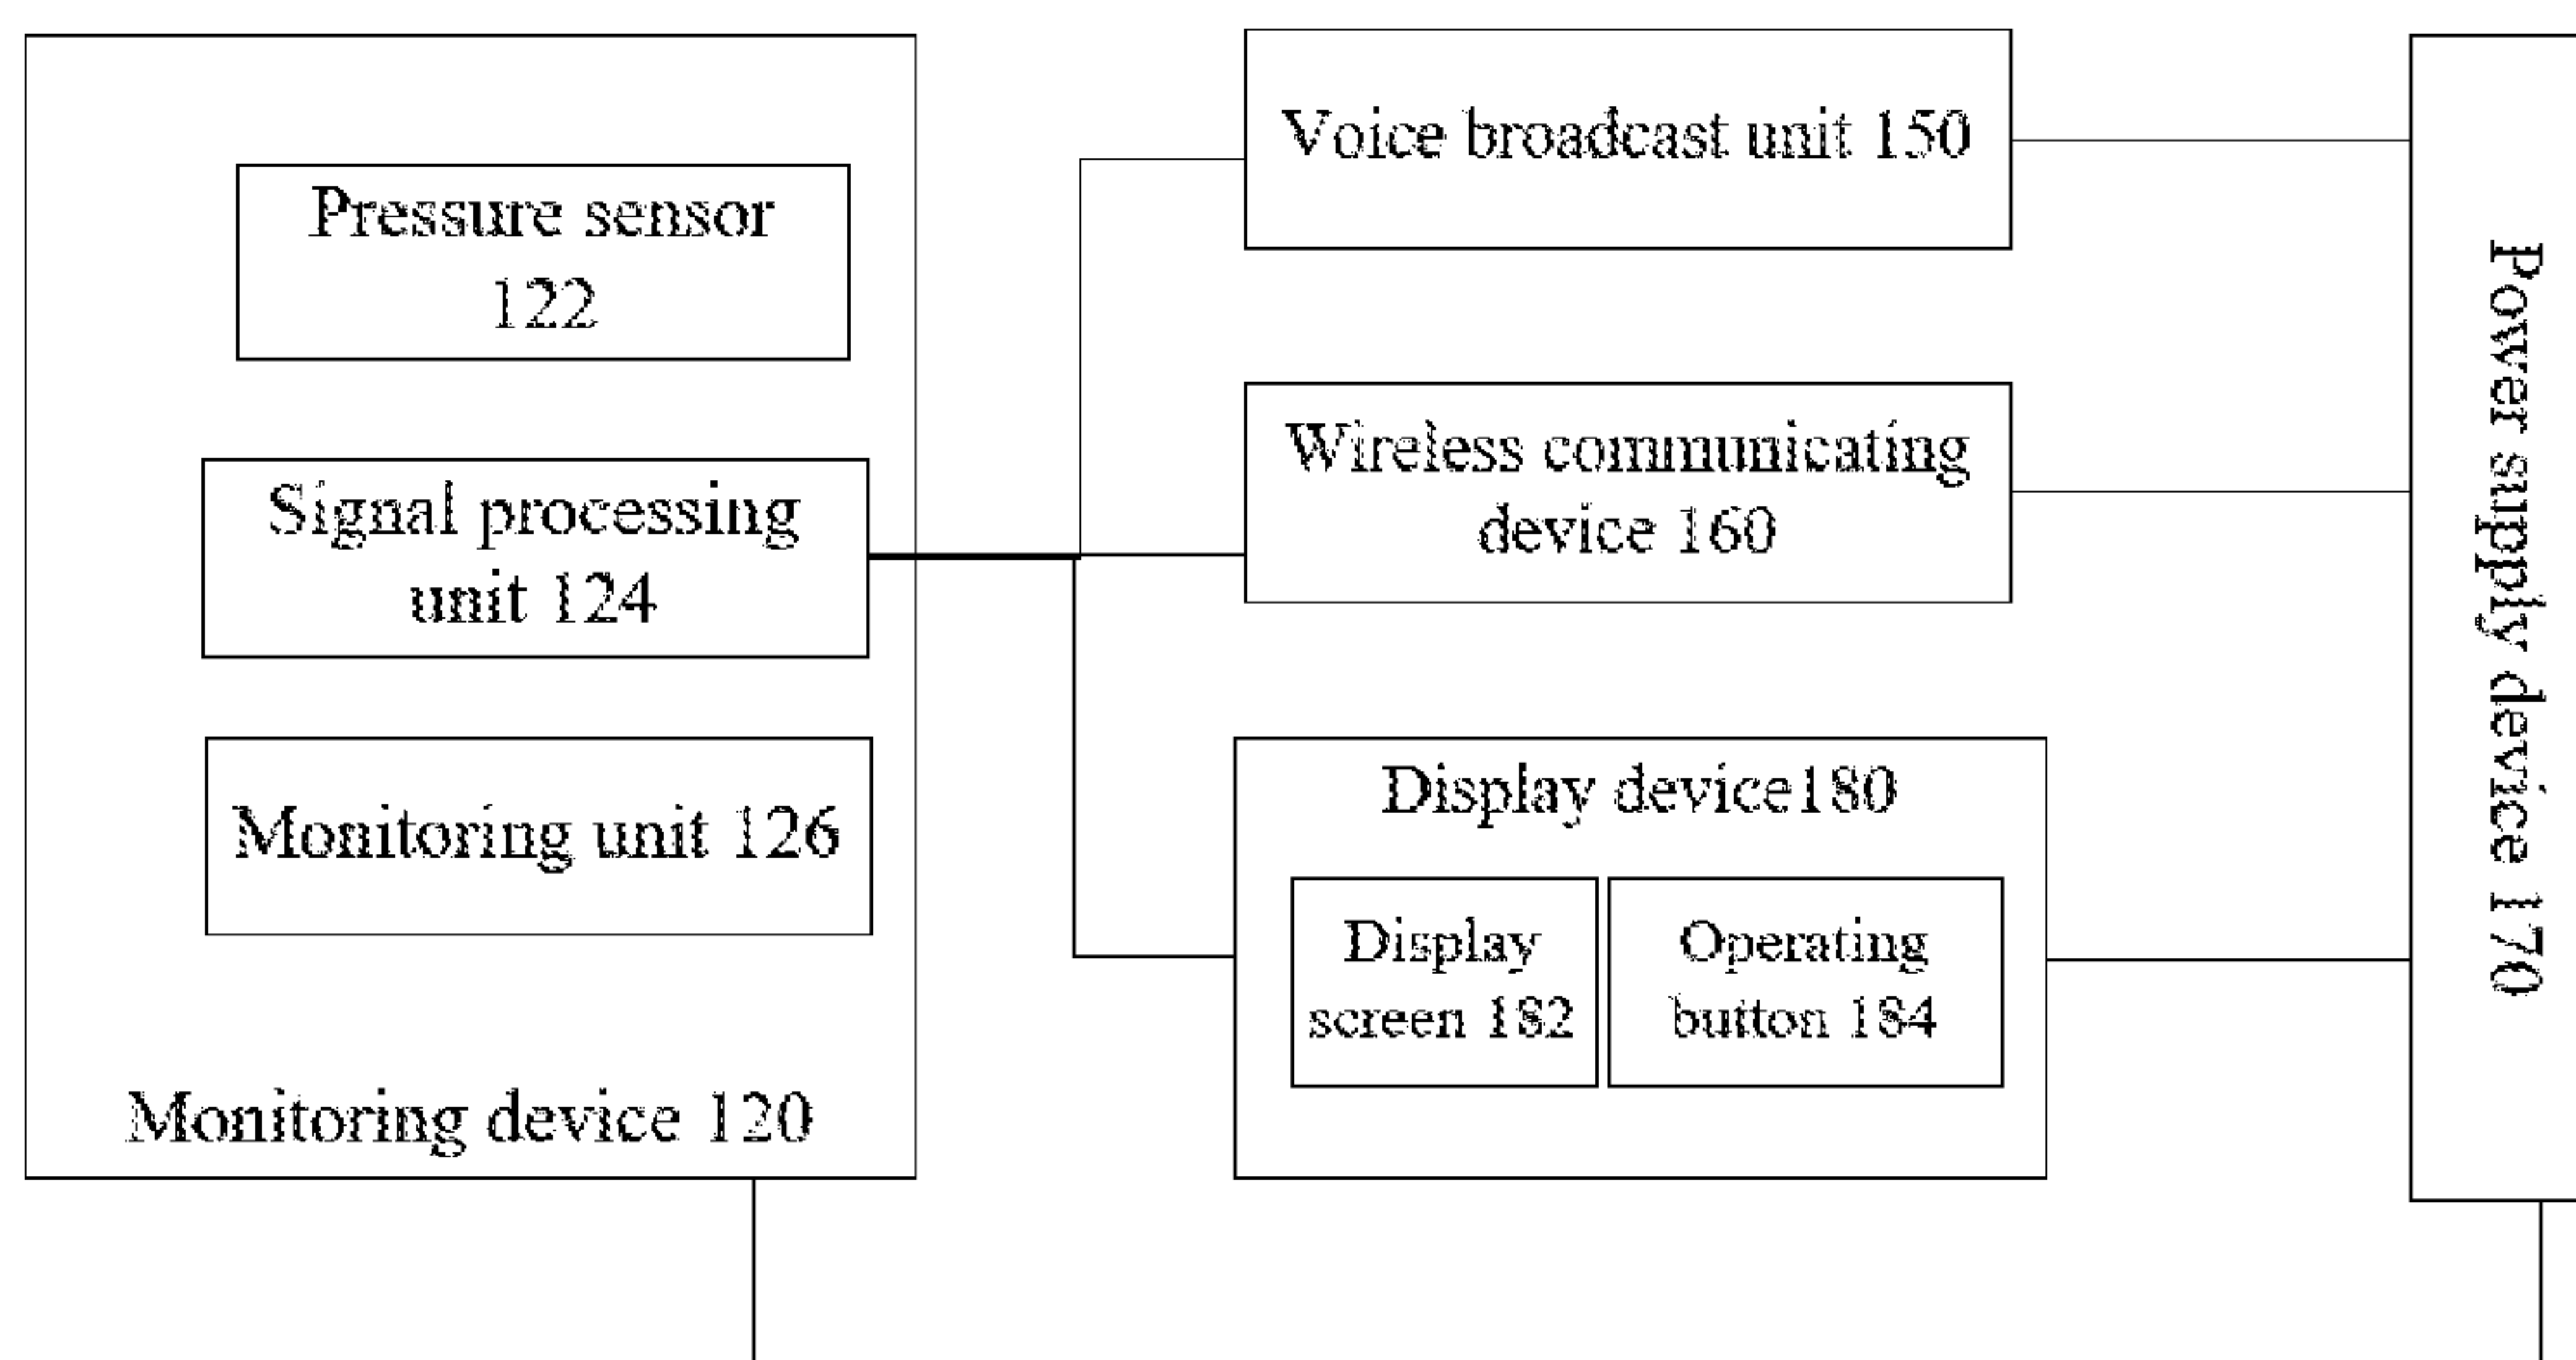 Pressure sensor
122
Signal processing
unit 124
Monitoring unit 126
Monitoring device 120
Voice broadcast unit 150
Wireless communicating
device 160
Display device180
Display
screen 182
Operating
button 184
Power supply device 170